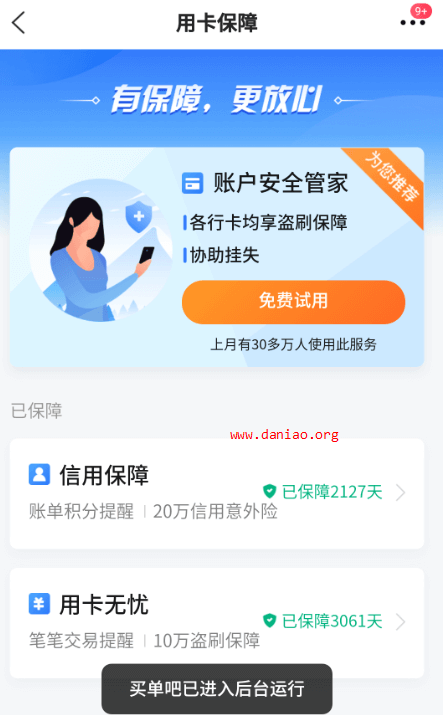 用卡保障
9+
有保障，更放心
为您推荐
账户安全管家
各行卡均享盗刷保障
协助挂失
免费试用
上月有30多万人使用此服务
已保障
www.daniao.org
信用保障
已保障2127天
账单积分提醒 | 20万信用意外险
用卡无忧
已保障3061天
笔笔交易提醒 | 10万盗刷保障
买单吧已进入后台运行